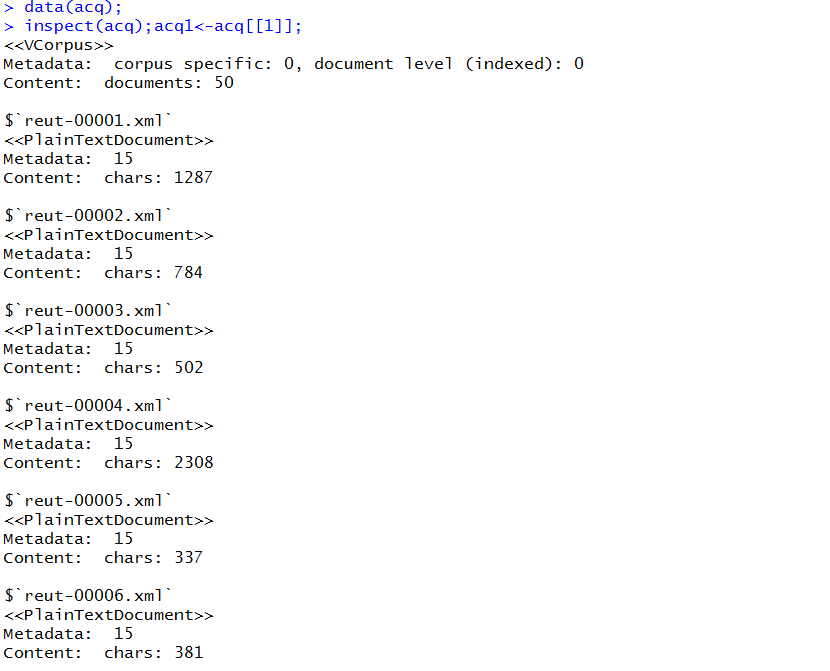 > data(acq);
> inspect(acq);acq1<-acq[[1]];
<<VCorpus>>
Metadata:  corpus specific: 0, document level (indexed): 0
Content:  documents: 50

$`reut-00001.xml`
<<PlainTextDocument>>
Metadata:  15
Content:  chars: 1287

$`reut-00002.xml`
<<PlainTextDocument>>
Metadata:  15
Content:  chars: 784

$`reut-00003.xml`
<<PlainTextDocument>>
Metadata:  15
Content:  chars: 502

$`reut-00004.xml`
<<PlainTextDocument>>
Metadata:  15
Content:  chars: 2308

$`reut-00005.xml`
<<PlainTextDocument>>
Metadata:  15
Content:  chars: 337

$`reut-00006.xml`
<<PlainTextDocument>>
Metadata:  15
Content:  chars: 381